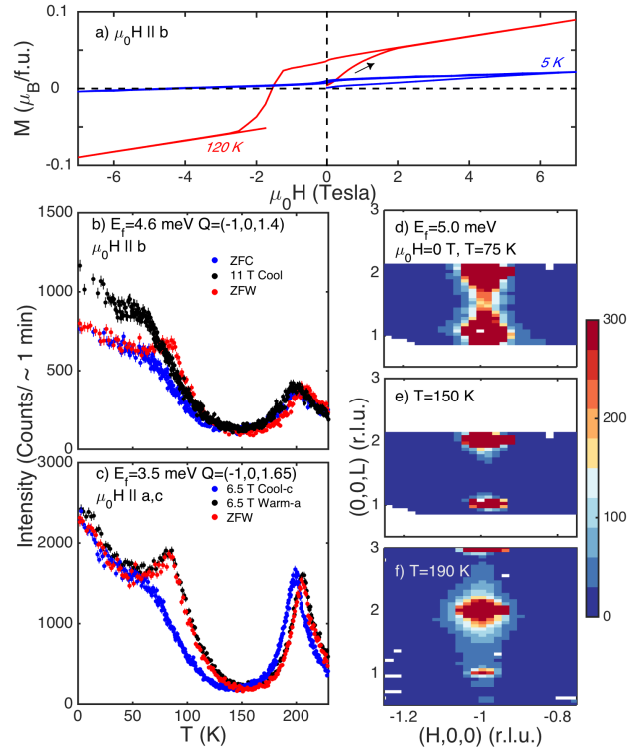 a) μ0H || b
0.1
0
-0.1
M (μB/f.u.)
5 K
120 K
-6 -4 -2 0 2 4 6
μ0H (Tesla)
b) Ef=4.6 meV Q=(-1,0,1.4)
μ0H || b
ZFC
11 T Cool
ZFW
1500
1000
500
0
c) Ef=3.5 meV Q=(-1,0,1.65)
μ0H || a,c
6.5 T Cool-c
6.5 T Warm-a
ZFW
3000
2000
1000
0
Intensity (Counts/ ~ 1 min)
0 50 100 150 200
T (K)
d) Ef=5.0 meV
μ0H=0 T, T=75 K
3
2
1
e) T=150 K
3
2
1
f) T=190 K
3
2
1
(0,0,L) (r.l.u.)
-1.2 -1 -0.8
(H,0,0) (r.l.u.)
300
200
100
0